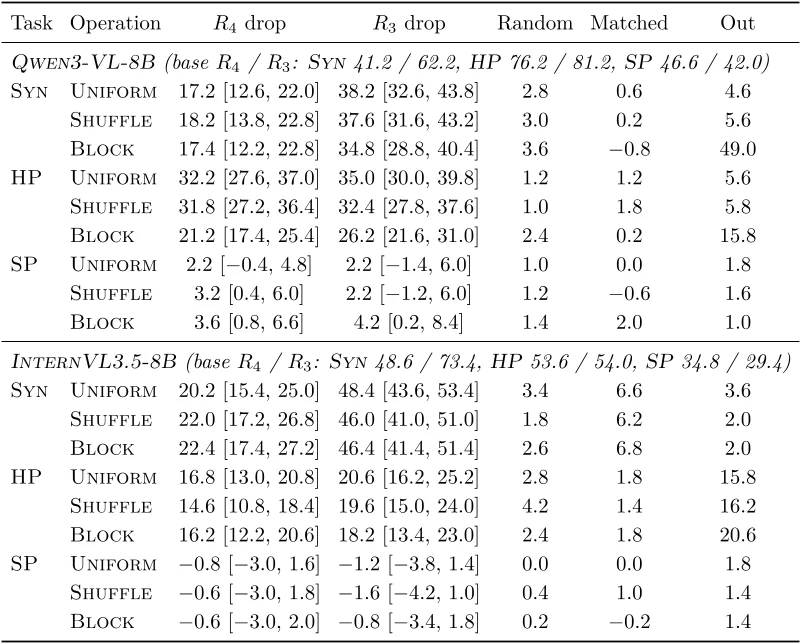 Task Operation R4 drop R3 drop Random Matched Out
QWEN3-VL-8B (base R4 / R3: SYN 41.2 / 62.2, HP 76.2 / 81.2, SP 46.6 / 42.0)
SYN UNIFORM 17.2 [12.6, 22.0] 38.2 [32.6, 43.8] 2.8 0.6 4.6
SHUFFLE 18.2 [13.8, 22.8] 37.6 [31.6, 43.2] 3.0 0.2 5.6
BLOCK 17.4 [12.2, 22.8] 34.8 [28.8, 40.4] 3.6 −0.8 49.0
HP UNIFORM 32.2 [27.6, 37.0] 35.0 [30.0, 39.8] 1.2 1.2 5.6
SHUFFLE 31.8 [27.2, 36.4] 32.4 [27.8, 37.6] 1.0 1.8 5.8
BLOCK 21.2 [17.4, 25.4] 26.2 [21.6, 31.0] 2.4 0.2 15.8
SP UNIFORM 2.2 [−0.4, 4.8] 2.2 [−1.4, 6.0] 1.0 0.0 1.8
SHUFFLE 3.2 [0.4, 6.0] 2.2 [−1.2, 6.0] 1.2 −0.6 1.6
BLOCK 3.6 [0.8, 6.6] 4.2 [0.2, 8.4] 1.4 2.0 1.0
INTERNVL3.5-8B (base R4 / R3: SYN 48.6 / 73.4, HP 53.6 / 54.0, SP 34.8 / 29.4)
SYN UNIFORM 20.2 [15.4, 25.0] 48.4 [43.6, 53.4] 3.4 6.6 3.6
SHUFFLE 22.0 [17.2, 26.8] 46.0 [41.0, 51.0] 1.8 6.2 2.0
BLOCK 22.4 [17.4, 27.2] 46.4 [41.4, 51.4] 2.6 6.8 2.0
HP UNIFORM 16.8 [13.0, 20.8] 20.6 [16.2, 25.2] 2.8 1.8 15.8
SHUFFLE 14.6 [10.8, 18.4] 19.6 [15.0, 24.0] 4.2 1.4 16.2
BLOCK 16.2 [12.2, 20.6] 18.2 [13.4, 23.0] 2.4 1.8 20.6
SP UNIFORM −0.8 [−3.0, 1.6] −1.2 [−3.8, 1.4] 0.0 0.0 1.8
SHUFFLE −0.6 [−3.0, 1.8] −1.6 [−4.2, 1.0] 0.4 1.0 1.4
BLOCK −0.6 [−3.0, 2.0] −0.8 [−3.4, 1.8] 0.2 −0.2 1.4